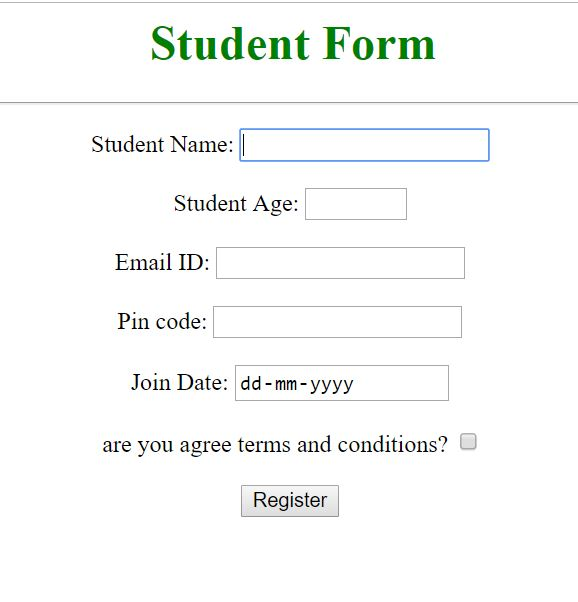 Student Form
Student Name:
Student Age:
Email ID:
Pin code:
Join Date: dd-mm-yyyy
are you agree terms and conditions?
Register